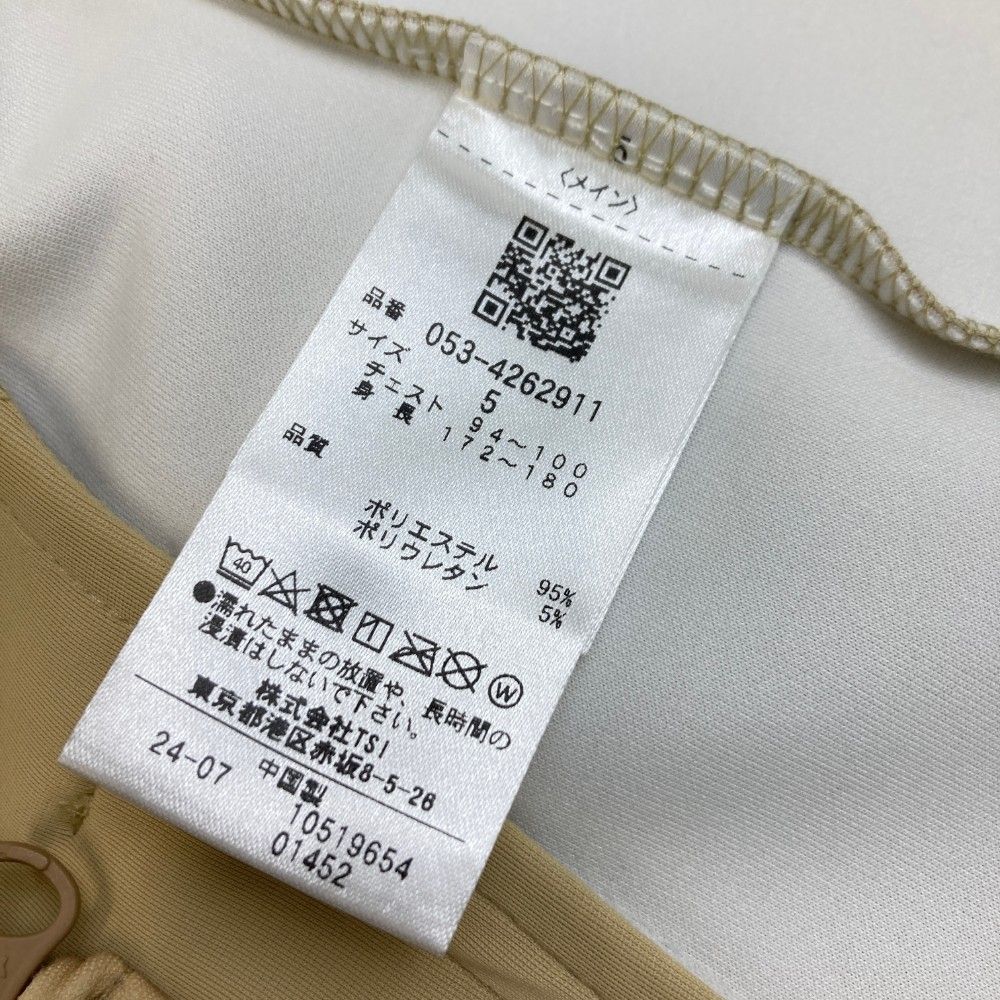 5
〈メイン〉
品番 053-4262911
サイズ 5
チェスト 94～100
身長 172～180
品質
ポリエステル 95%
ポリウレタン 5%
40
W
●濡れたままの放置や、長時間の
浸漬はしないで下さい。
株式会社TSI
東京都港区赤坂8-5-26
24-07 中国製
10519654
01452